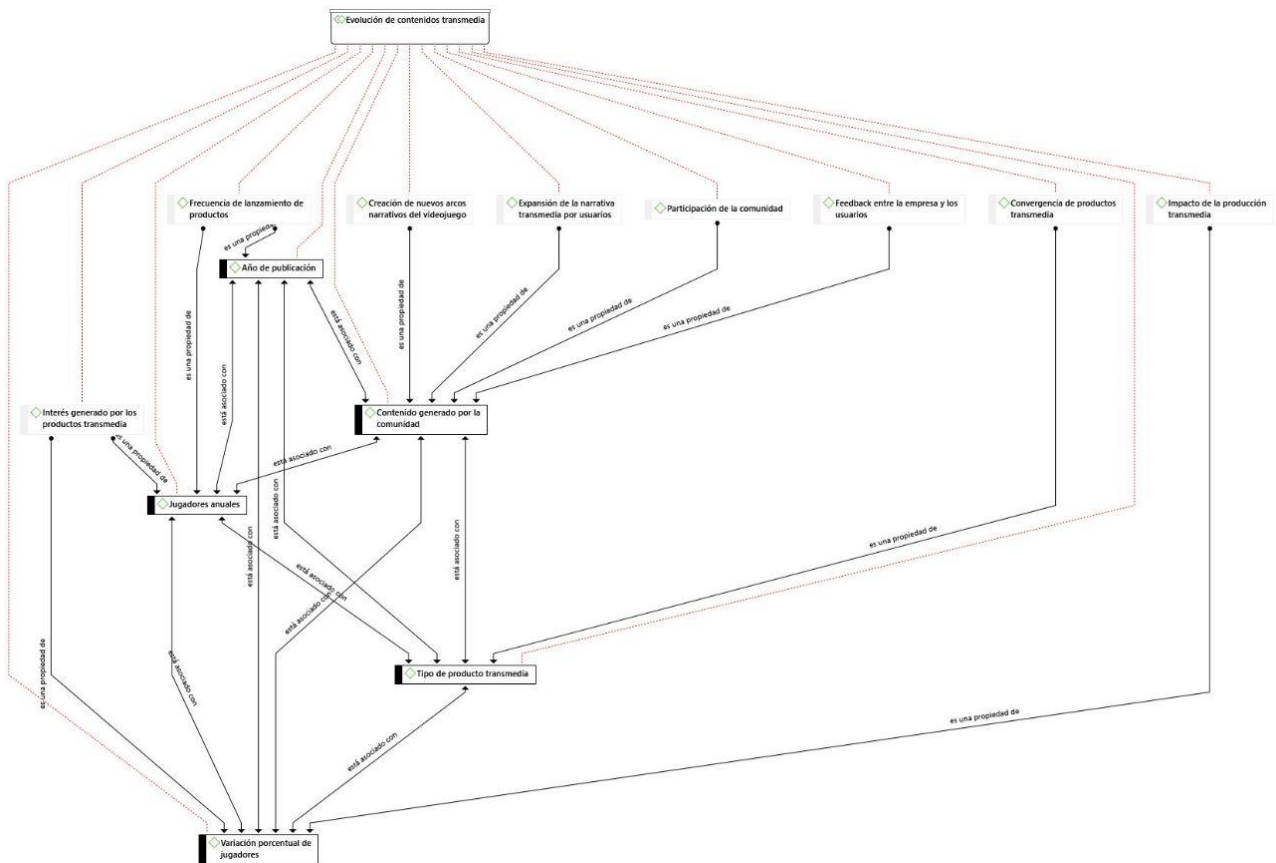 Evolución de contenidos transmedia
Frecuencia de lanzamiento de
productos
Creación de nuevos arcos
narrativos del videojuego
Expansión de la narrativa
transmedia por usuarios
Participación de la comunidad
Feedback entre la empresa y los
usuarios
Convergencia de productos
transmedia
Impacto de la producción
transmedia
es una propieda
Año de publicación
es una propiedad de
está asociado con
está asociado con
es una propiedad de
es una propiedad de
es una propiedad de
es una propiedad de
Interés generado por los
productos transmedia
Contenido generado por la
comunidad
es una propiedad de
está asociado con
Jugadores anuales
está asociado con
está asociado con
está asociado con
está asociado con
está asociado con
es una propiedad de
Tipo de producto transmedia
es una propiedad de
está asociado con
está asociado con
es una propiedad de
Variación porcentual de
jugadores